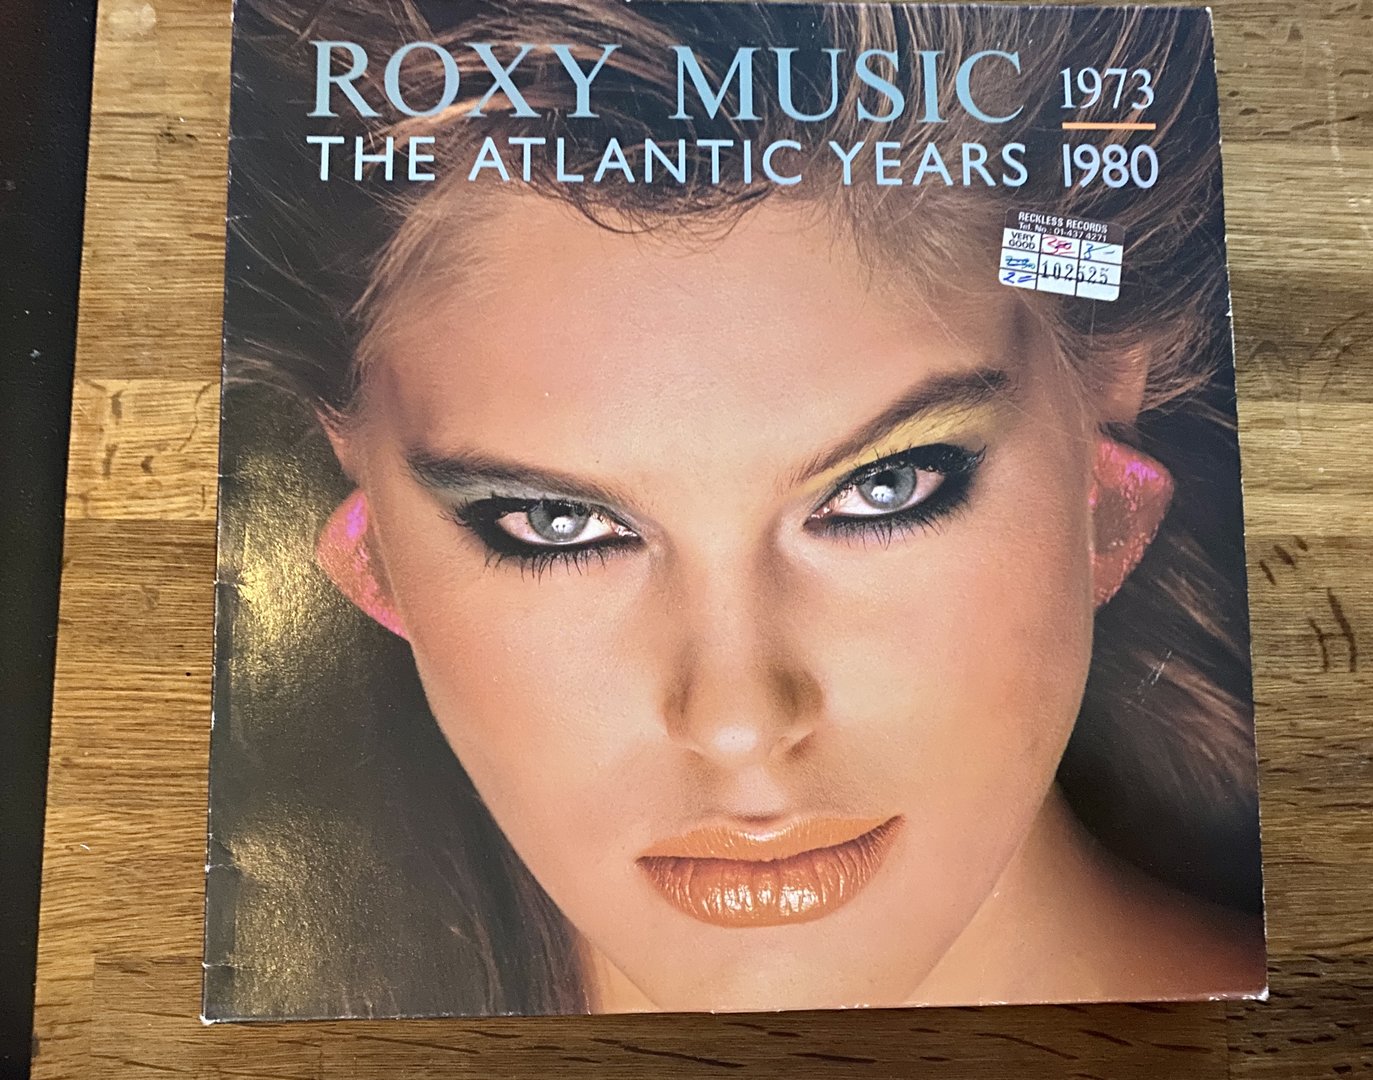 ROXY MUSIC 1973
THE ATLANTIC YEARS 1980
RECKLESS RECORDS
Tel. No.: 01-437 4271
VERY
GOOD
102525